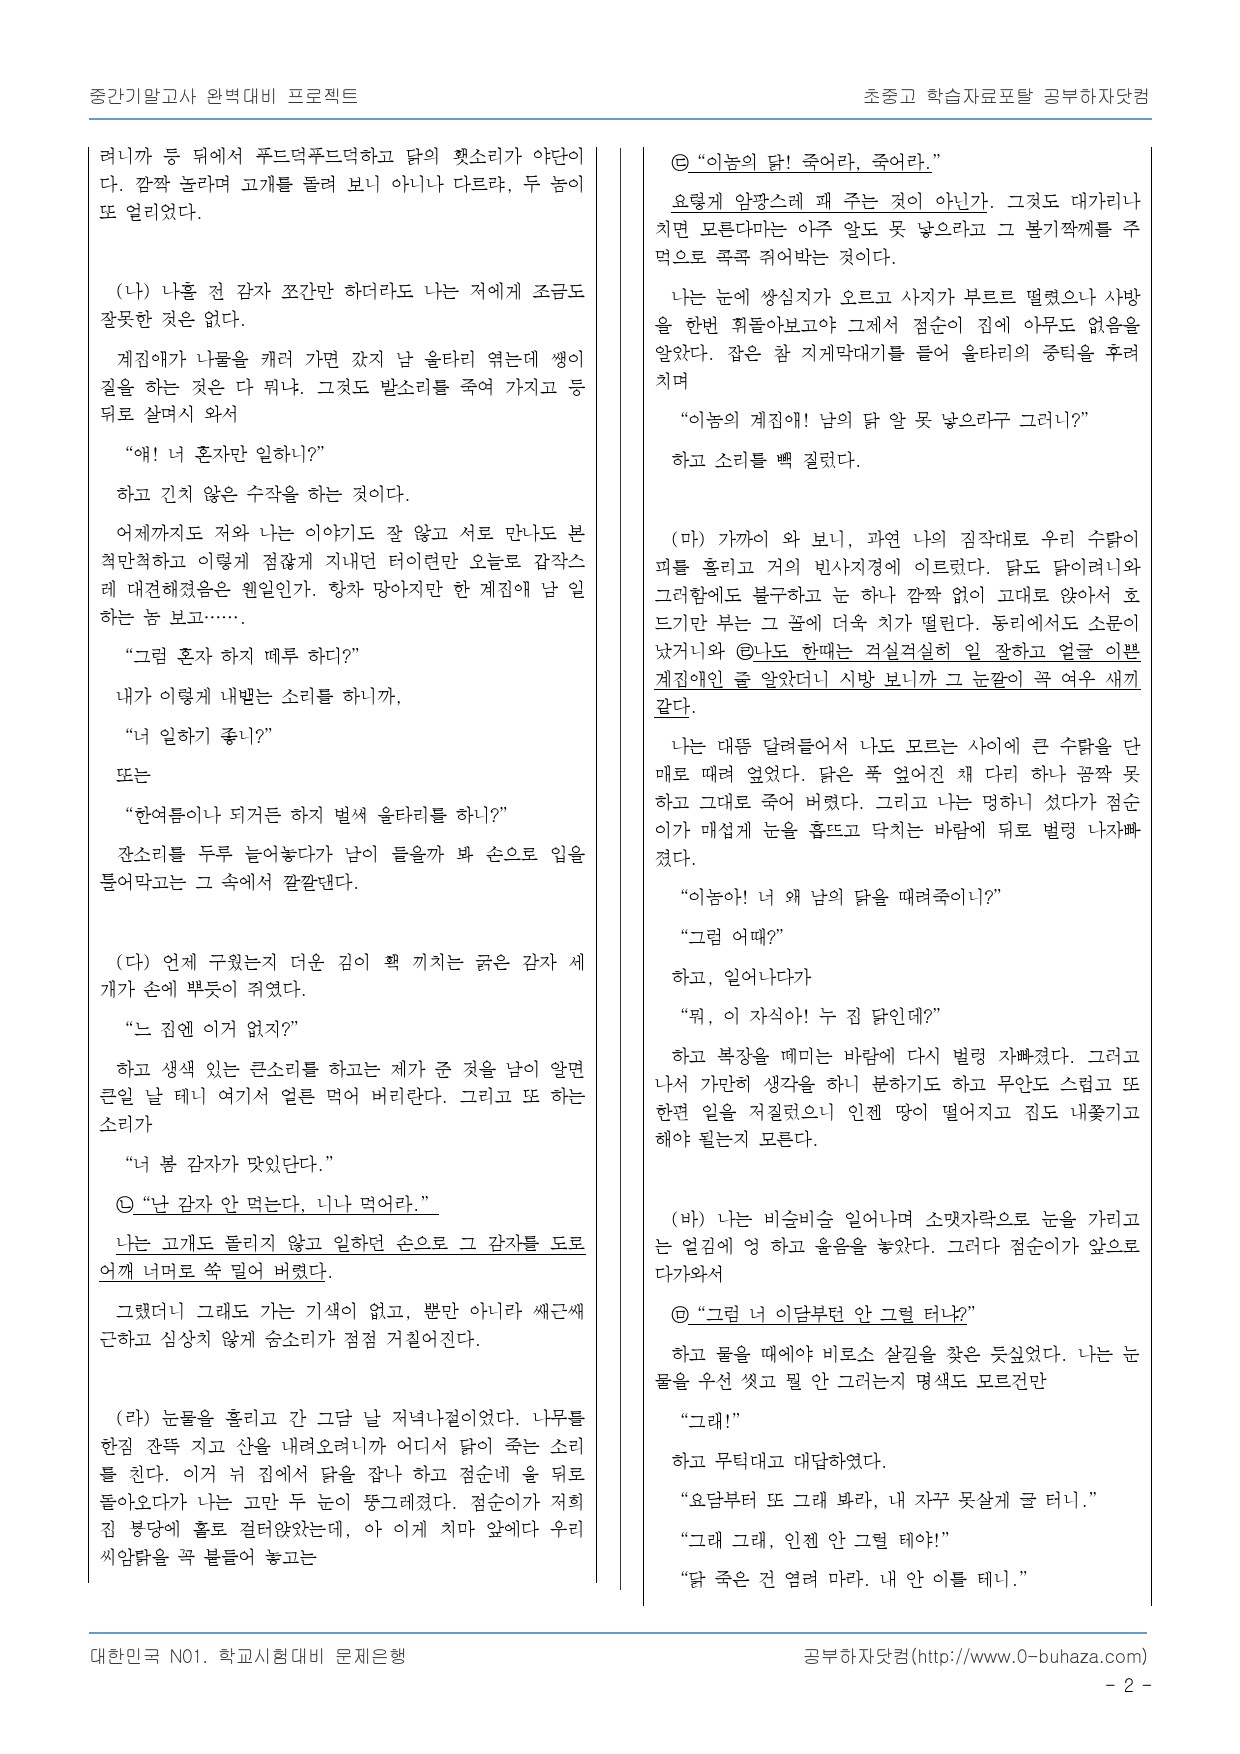 중간기말고사 완벽대비 프로젝트
초중고 학습자료포탈 공부하자닷컴
려니까 등 뒤에서 푸드덕푸드덕하고 닭의 횃소리가 야단이
다. 깜짝 놀라며 고개를 돌려 보니 아니나 다르랴, 두 놈이
또 얼리었다.
(나) 나흘 전 감자 쪼간만 하더라도 나는 저에게 조금도
잘못한 것은 없다.
계집애가 나물을 캐러 가면 갔지 남 울타리 엮는데 쌩이
질을 하는 것은 다 뭐냐. 그것도 발소리를 죽여 가지고 등
뒤로 살며시 와서
“얘! 너 혼자만 일하니?”
하고 긴치 않은 수작을 하는 것이다.
어제까지도 저와 나는 이야기도 잘 않고 서로 만나도 본
척만척하고 이렇게 점잖게 지내던 터이련만 오늘로 갑작스
레 대견해졌음은 웬일인가. 항차 망아지만 한 계집애 남 일
하는 놈 보고…….
“그럼 혼자 하지 떼루 하디?”
내가 이렇게 내뱉는 소리를 하니까,
“너 일하기 좋니?”
또는
“한여름이나 되거든 하지 벌써 울타리를 하니?”
잔소리를 두루 늘어놓다가 남이 들을까 봐 손으로 입을
틀어막고는 그 속에서 깔깔댄다.
(다) 언제 구웠는지 더운 김이 홱 끼치는 굵은 감자 세
개가 손에 뿌듯이 쥐였다.
“느 집엔 이거 없지?”
하고 생색 있는 큰소리를 하고는 제가 준 것을 남이 알면
큰일 날 테니 여기서 얼른 먹어 버리란다. 그리고 또 하는
소리가
“너 봄 감자가 맛있단다.”
㉡ “난 감자 안 먹는다, 니나 먹어라.”
나는 고개도 돌리지 않고 일하던 손으로 그 감자를 도로
어깨 너머로 쑥 밀어 버렸다.
그랬더니 그래도 가는 기색이 없고, 뿐만 아니라 쌔근쌔
근하고 심상치 않게 숨소리가 점점 거칠어진다.
(라) 눈물을 흘리고 간 그담 날 저녁나절이었다. 나무를
한짐 잔뜩 지고 산을 내려오려니까 어디서 닭이 죽는 소리
를 친다. 이거 뉘 집에서 닭을 잡나 하고 점순네 울 뒤로
돌아오다가 나는 고만 두 눈이 뚱그레졌다. 점순이가 저희
집 봉당에 홀로 걸터앉았는데, 아 이게 치마 앞에다 우리
씨암탉을 꼭 붙들어 놓고는
㉢ “이놈의 닭! 죽어라, 죽어라.”
요렇게 암팡스레 패 주는 것이 아닌가. 그것도 대가리나
치면 모른다마는 아주 알도 못 낳으라고 그 볼기짝께를 주
먹으로 콕콕 쥐어박는 것이다.
나는 눈에 쌍심지가 오르고 사지가 부르르 떨렸으나 사방
을 한번 휘돌아보고야 그제서 점순이 집에 아무도 없음을
알았다. 잡은 참 지게막대기를 들어 울타리의 중턱을 후려
치며
“이놈의 계집애! 남의 닭 알 못 낳으라구 그러니?”
하고 소리를 빽 질렀다.
(마) 가까이 와 보니, 과연 나의 짐작대로 우리 수탉이
피를 흘리고 거의 빈사지경에 이르렀다. 닭도 닭이려니와
그러함에도 불구하고 눈 하나 깜짝 없이 고대로 앉아서 호
드기만 부는 그 꼴에 더욱 치가 떨린다. 동리에서도 소문이
났거니와 ㉣나도 한때는 걱실걱실히 일 잘하고 얼굴 이쁜
계집애인 줄 알았더니 시방 보니까 그 눈깔이 꼭 여우 새끼
같다.
나는 대뜸 달려들어서 나도 모르는 사이에 큰 수탉을 단
매로 때려 엎었다. 닭은 푹 엎어진 채 다리 하나 꼼짝 못
하고 그대로 죽어 버렸다. 그리고 나는 멍하니 섰다가 점순
이가 매섭게 눈을 홉뜨고 닥치는 바람에 뒤로 벌렁 나자빠
졌다.
“이놈아! 너 왜 남의 닭을 때려죽이니?”
“그럼 어때?”
하고, 일어나다가
“뭐, 이 자식아! 누 집 닭인데?”
하고 복장을 떼미는 바람에 다시 벌렁 자빠졌다. 그러고
나서 가만히 생각을 하니 분하기도 하고 무안도 스럽고 또
한편 일을 저질렀으니 인젠 땅이 떨어지고 집도 내쫓기고
해야 될는지 모른다.
(바) 나는 비슬비슬 일어나며 소맷자락으로 눈을 가리고
는 얼김에 엉 하고 울음을 놓았다. 그러다 점순이가 앞으로
다가와서
㉤ “그럼 너 이담부턴 안 그럴 터냐?”
하고 물을 때에야 비로소 살길을 찾은 듯싶었다. 나는 눈
물을 우선 씻고 뭘 안 그러는지 명색도 모르건만
“그래!”
하고 무턱대고 대답하였다.
“요담부터 또 그래 봐라, 내 자꾸 못살게 굴 터니.”
“그래 그래, 인젠 안 그럴 테야!”
“닭 죽은 건 염려 마라. 내 안 이를 테니.”
대한민국 N01. 학교시험대비 문제은행
공부하자닷컴(http://www.0-buhaza.com)
- 2 -